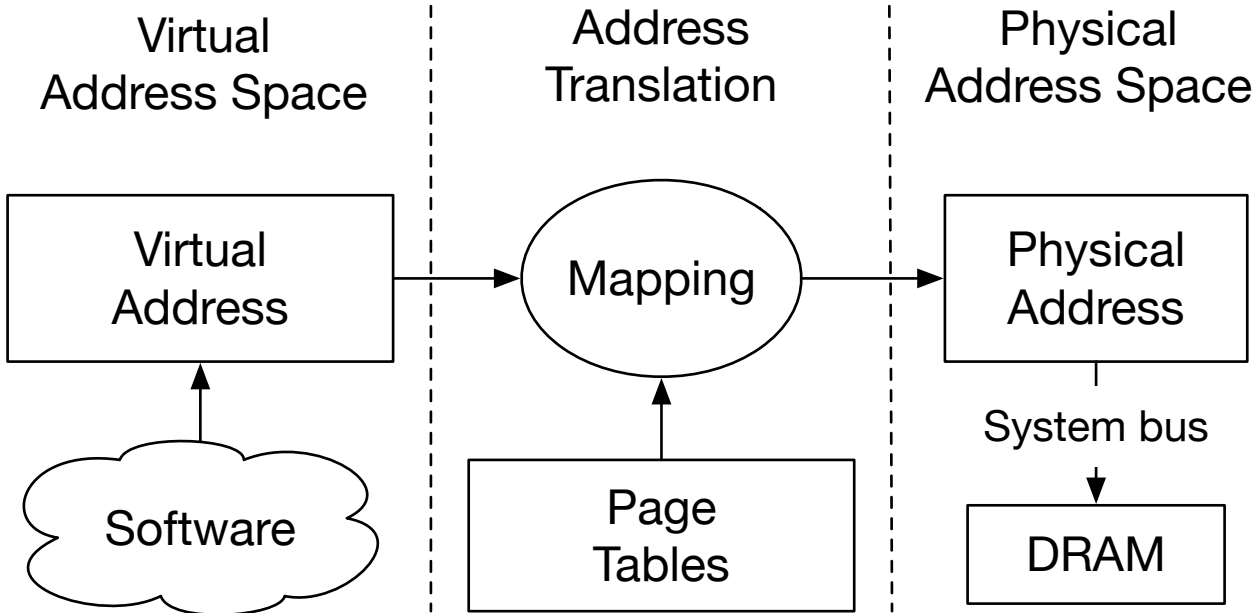 Virtual
Address Space
Address
Translation
Physical
Address Space
Virtual
Address
Mapping
Physical
Address
System bus
Software
Page
Tables
DRAM